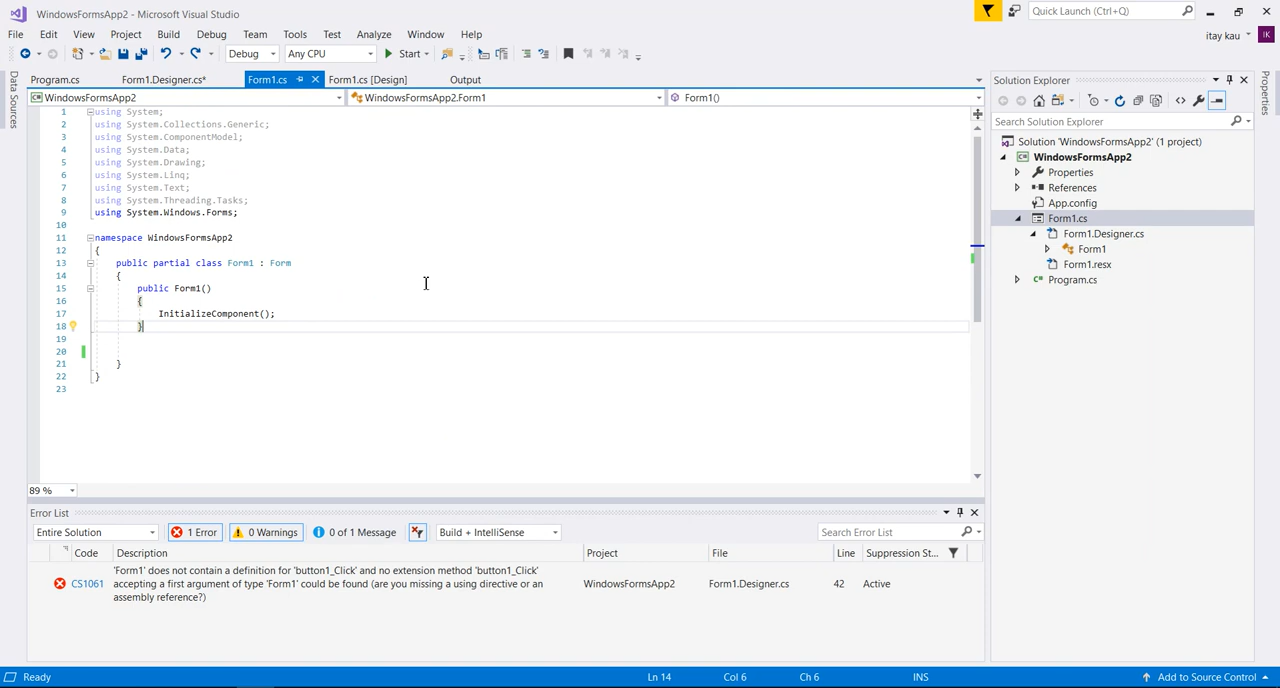 WindowsFormsApp2 - Microsoft Visual Studio
Quick Launch (Ctrl+Q)
File Edit View Project Build Debug Team Tools Test Analyze Window Help
itay kau
IK
Debug Any CPU Start
Data Sources
Program.cs Form1.Designer.cs* Form1.cs Form1.cs [Design] Output
WindowsFormsApp2 WindowsFormsApp2.Form1 Form1()
1 using System;
2 using System.Collections.Generic;
3 using System.ComponentModel;
4 using System.Data;
5 using System.Drawing;
6 using System.Linq;
7 using System.Text;
8 using System.Threading.Tasks;
9 using System.Windows.Forms;
10
11 namespace WindowsFormsApp2
12 {
13 public partial class Form1 : Form
14 {
15 public Form1()
16 {
17 InitializeComponent();
18 }
19
20
21 }
22 }
23
89 %
Solution Explorer
Search Solution Explorer
Solution 'WindowsFormsApp2' (1 project)
WindowsFormsApp2
Properties
References
App.config
Form1.cs
Form1.Designer.cs
Form1
Form1.resx
Program.cs
Properties
Error List
Entire Solution 1 Error 0 Warnings 0 of 1 Message Build + IntelliSense Search Error List
Code Description Project File Line Suppression St...
CS1061 'Form1' does not contain a definition for 'button1_Click' and no extension method 'button1_Click'
accepting a first argument of type 'Form1' could be found (are you missing a using directive or an
assembly reference?)
WindowsFormsApp2 Form1.Designer.cs 42 Active
Ready Ln 14 Col 6 Ch 6 INS Add to Source Control